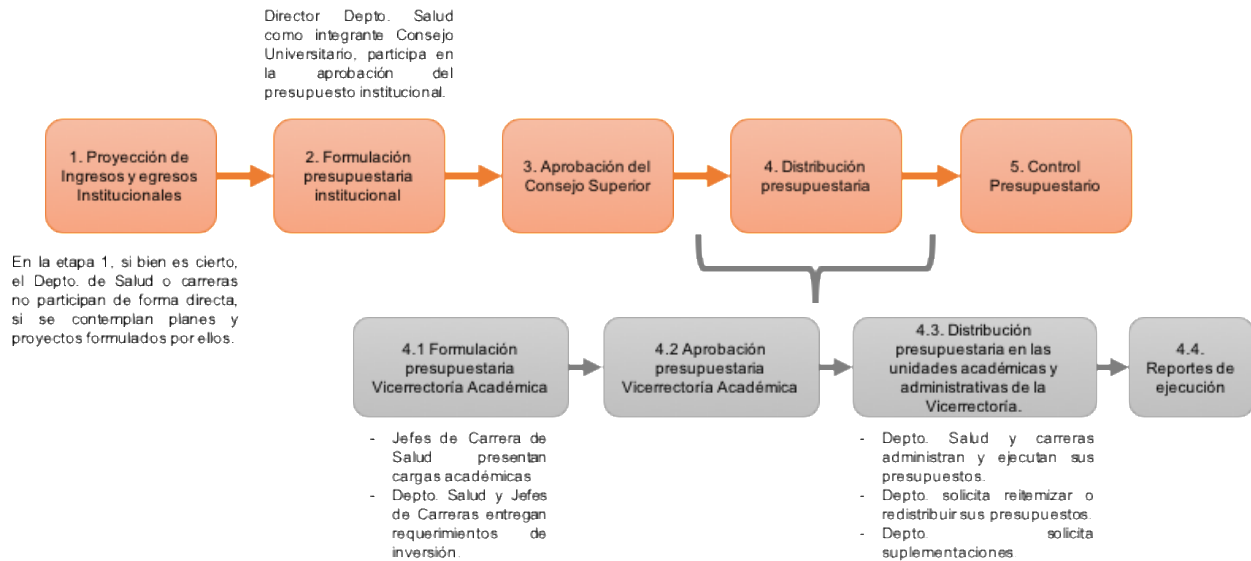 Director Depto. Salud
como integrante Consejo
Universitario, participa en
la aprobación del
presupuesto institucional.
1. Proyección de
Ingresos y egresos
Institucionales
2. Formulación
presupuestaria
institucional
3. Aprobación del
Consejo Superior
4. Distribución
presupuestaria
5. Control
Presupuestario
En la etapa 1, si bien es cierto,
el Depto. de Salud o carreras
no participan de forma directa,
si se contemplan planes y
proyectos formulados por ellos.
4.1 Formulación
presupuestaria
Vicerrectoría Académica
4.2 Aprobación
presupuestaria
Vicerrectoría Académica
4.3. Distribución
presupuestaria en las
unidades académicas y
administrativas de la
Vicerrectoría.
4.4.
Reportes de
ejecución
- Jefes de Carrera de
Salud presentan
cargas académicas
- Depto. Salud y Jefes
de Carreras entregan
requerimientos de
inversión.
- Depto. Salud y carreras
administran y ejecutan sus
presupuestos.
- Depto. solicita reitemizar o
redistribuir sus presupuestos.
- Depto. solicita
suplementaciones